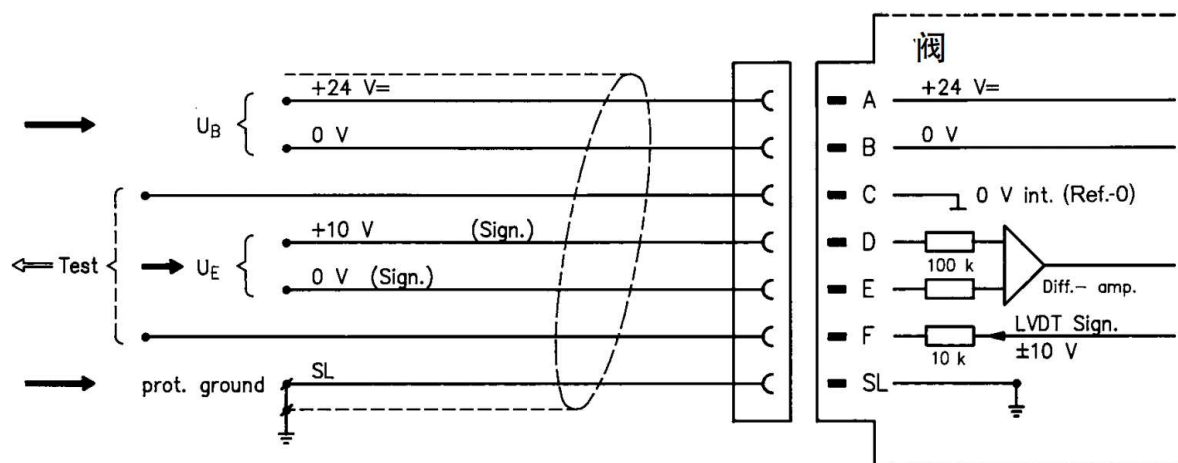 阀
U_B
+24 V=
A
+24 V=
0 V
B
0 V
C
0 V int. (Ref.-0)
Test
U_E
+10 V
(Sign.)
D
100 k
0 V (Sign.)
E
Diff.- amp.
F
10 k
LVDT Sign.
±10 V
prot. ground
SL
SL